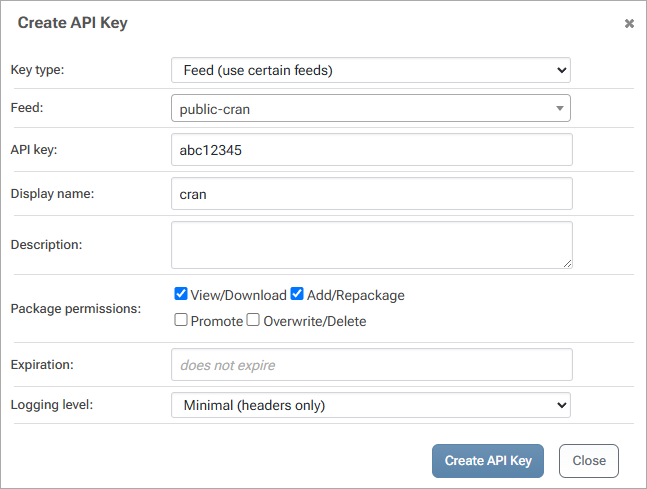 Create API Key
Key type: Feed (use certain feeds)
Feed: public-cran
API key: abc12345
Display name: cran
Description:
Package permissions: View/Download Add/Repackage
Promote Overwrite/Delete
Expiration: does not expire
Logging level: Minimal (headers only)
Create API Key Close